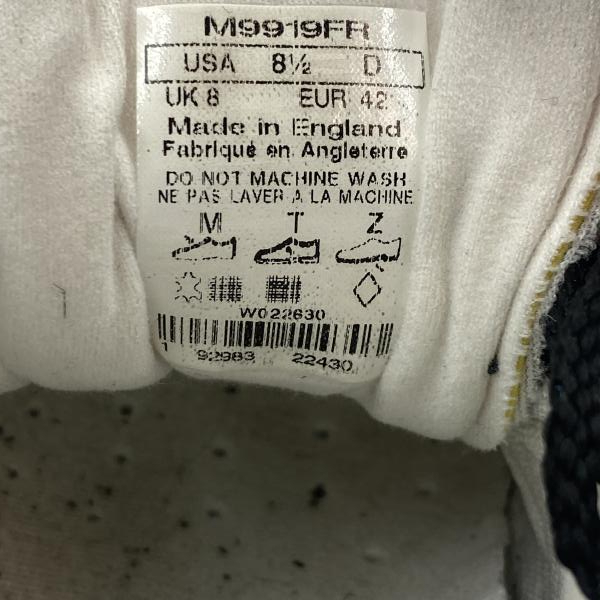 M9919FR
USA 8½ D
UK 8 EUR 42
Made in England
Fabriqué en Angleterre
DO NOT MACHINE WASH
NE PAS LAVER A LA MACHINE
M T Z
W022630
1 92983 22430